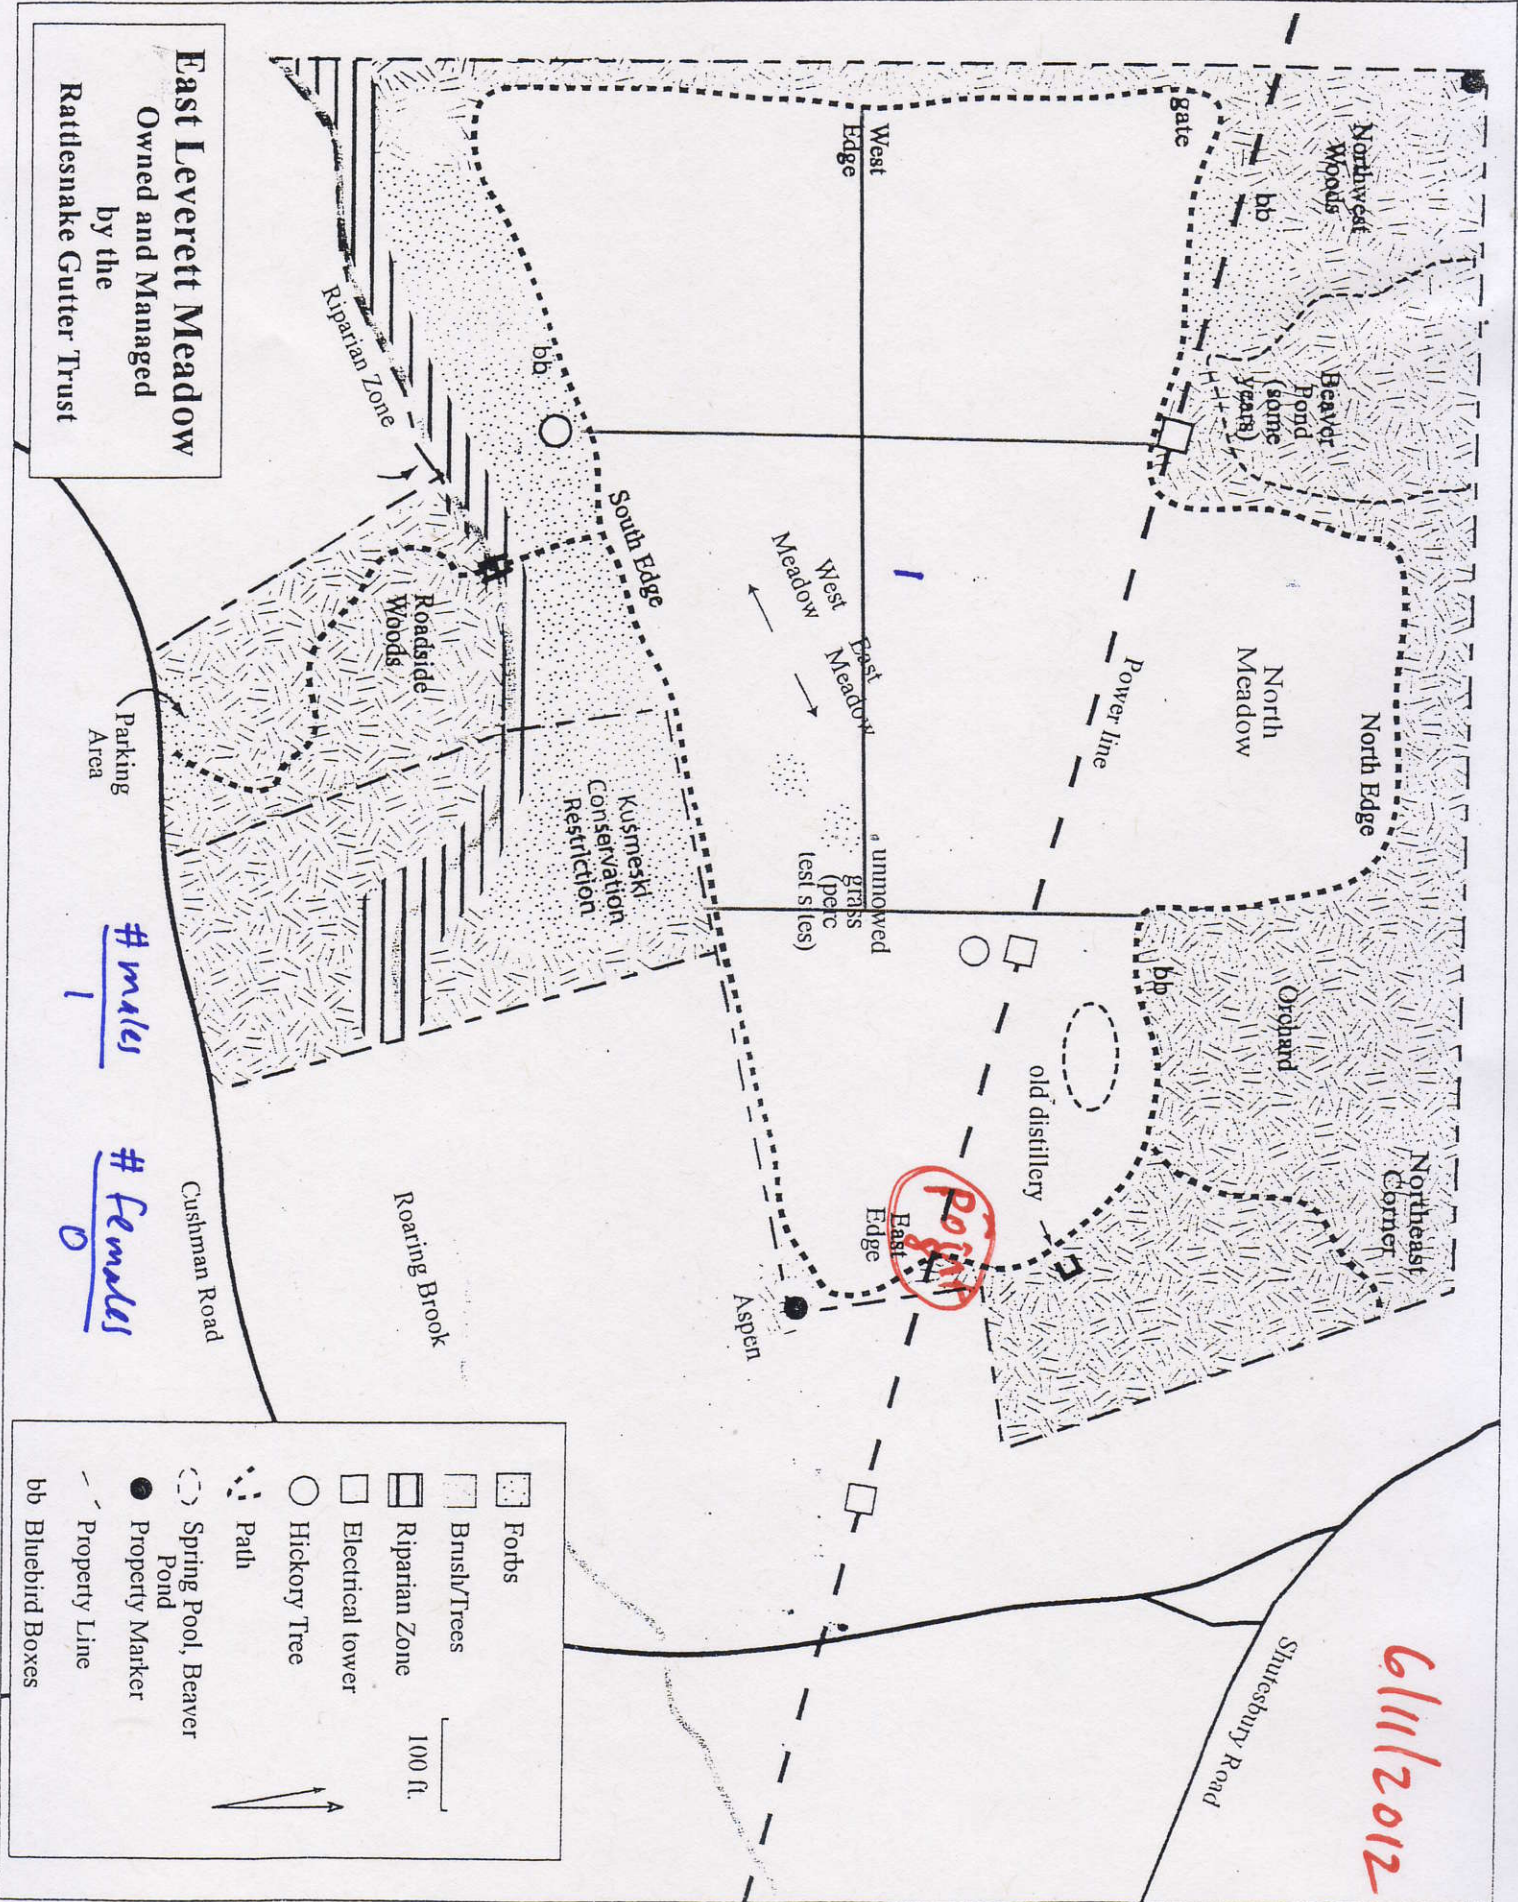 6/11/2012
Northwest
Woods
Beaver
Pond
(some
years)
bb
gate
North
Meadow
North Edge
Orchard
bb
Northeast
Corner
Shutesbury Road
Power line
old distillery
Point
8
East
Edge
West
Edge
1
West
Meadow
East
Meadow
unmowed
grass
(perc
test sites)
South Edge
bb
Aspen
Riparian Zone
Roadside
Woods
Kusmeski
Conservation
Restriction
Parking
Area
Roaring Brook
Cushman Road
East Leverett Meadow
Owned and Managed
by the
Rattlesnake Gutter Trust
# males
1
# females
0
Forbs
Brush/Trees
Riparian Zone
Electrical tower
Hickory Tree
Path
Spring Pool, Beaver
Pond
Property Marker
Property Line
bb Bluebird Boxes
100 ft.